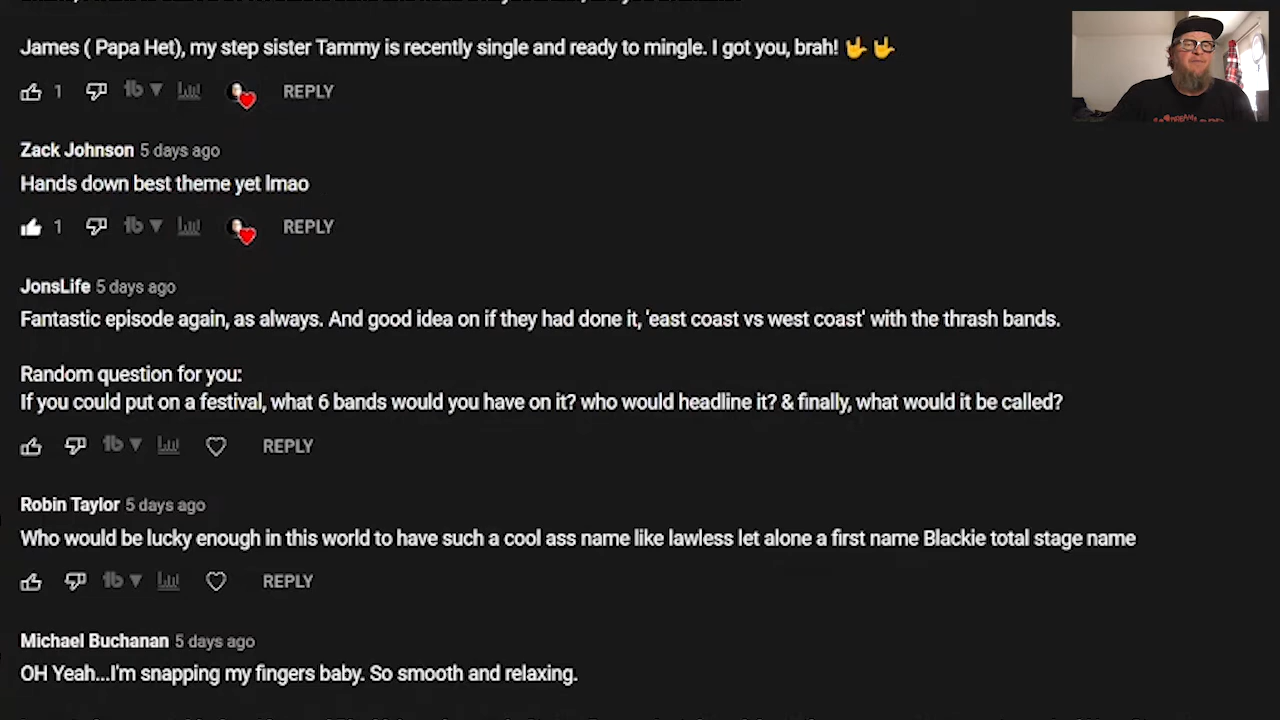 James ( Papa Het), my step sister Tammy is recently single and ready to mingle. I got you, brah! 🤟 🤟
1 REPLY
Zack Johnson 5 days ago
Hands down best theme yet lmao
1 REPLY
JonsLife 5 days ago
Fantastic episode again, as always. And good idea on if they had done it, 'east coast vs west coast' with the thrash bands.
Random question for you:
If you could put on a festival, what 6 bands would you have on it? who would headline it? & finally, what would it be called?
REPLY
Robin Taylor 5 days ago
Who would be lucky enough in this world to have such a cool ass name like lawless let alone a first name Blackie total stage name
REPLY
Michael Buchanan 5 days ago
OH Yeah...I'm snapping my fingers baby. So smooth and relaxing.